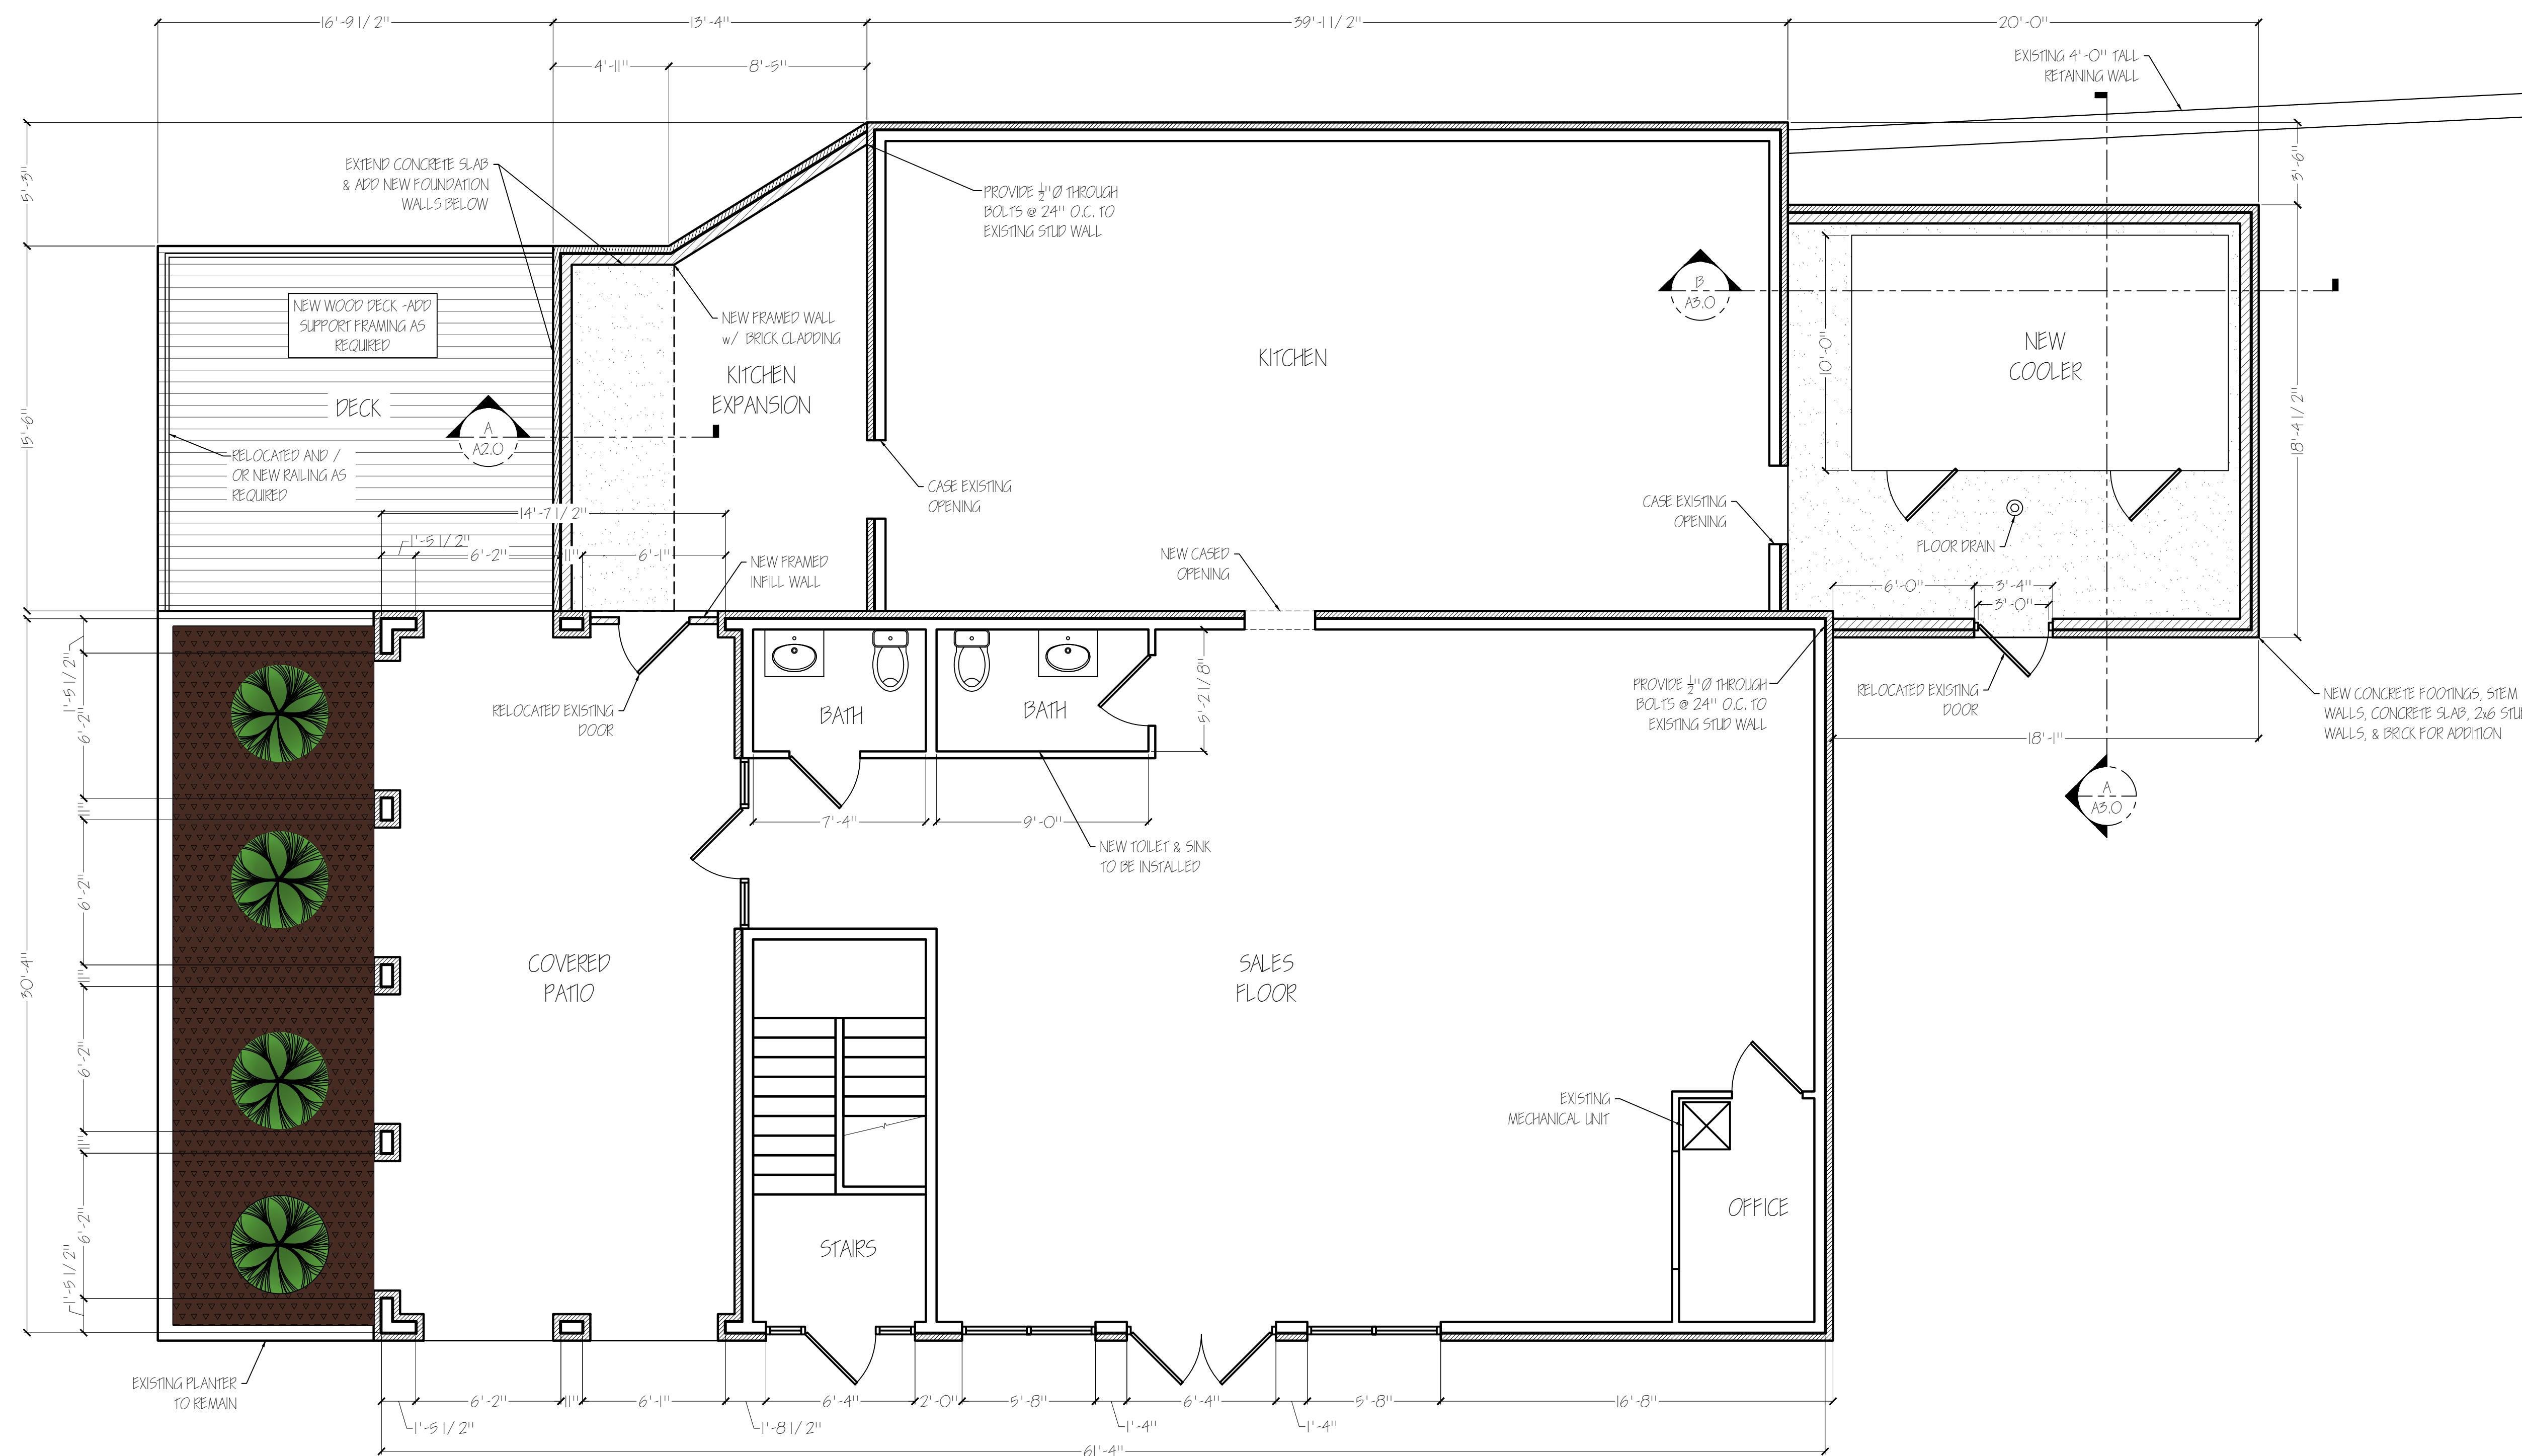 16'-9 1/2"
13'-4"
39'-1 1/2"
20'-0"
4'-11"
8'-5"
EXISTING 4'-0" TALL
RETAINING WALL
5'-3"
3'-6"
EXTEND CONCRETE SLAB
& ADD NEW FOUNDATION
WALLS BELOW
PROVIDE 1/2"Ø THROUGH
BOLTS @ 24" O.C. TO
EXISTING STUD WALL
NEW WOOD DECK -ADD
SUPPORT FRAMING AS
REQUIRED
NEW FRAMED WALL
w/ BRICK CLADDING
KITCHEN
EXPANSION
KITCHEN
B
A3.0
10'-0"
NEW
COOLER
15'-6"
DECK
A
A2.0
18'-4 1/2"
RELOCATED AND /
OR NEW RAILING AS
REQUIRED
CASE EXISTING
OPENING
CASE EXISTING
OPENING
14'-7 1/2"
1'-5 1/2"
6'-2"
11"
6'-1"
NEW FRAMED
INFILL WALL
NEW CASED
OPENING
FLOOR DRAIN
6'-0"
3'-4"
3'-0"
1'-5 1/2"
6'-2"
11"
6'-2"
11"
6'-2"
11"
6'-2"
1'-5 1/2"
30'-4"
RELOCATED EXISTING
DOOR
BATH
BATH
5'-2 1/8"
PROVIDE 1/2"Ø THROUGH
BOLTS @ 24" O.C. TO
EXISTING STUD WALL
RELOCATED EXISTING
DOOR
NEW CONCRETE FOOTINGS, STEM
WALLS, CONCRETE SLAB, 2x6 STU
WALLS, & BRICK FOR ADDITION
18'-1"
A
A3.0
7'-4"
9'-0"
NEW TOILET & SINK
TO BE INSTALLED
COVERED
PATIO
SALES
FLOOR
EXISTING
MECHANICAL UNIT
OFFICE
STAIRS
EXISTING PLANTER
TO REMAIN
1'-5 1/2"
6'-2"
11"
6'-1"
1'-8 1/2"
6'-4"
2'-0"
5'-8"
1'-4"
6'-4"
1'-4"
5'-8"
16'-8"
61'-4"